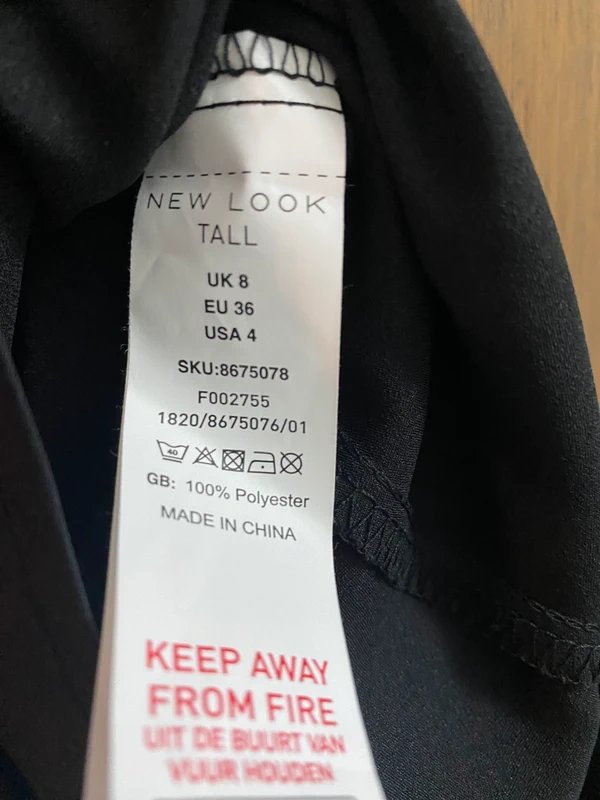 NEW LOOK
TALL
UK 8
EU 36
USA 4
SKU:8675078
F002755
1820/8675076/01
40
GB: 100% Polyester
MADE IN CHINA
KEEP AWAY
FROM FIRE
UIT DE BUURT VAN
VUUR HOUDEN